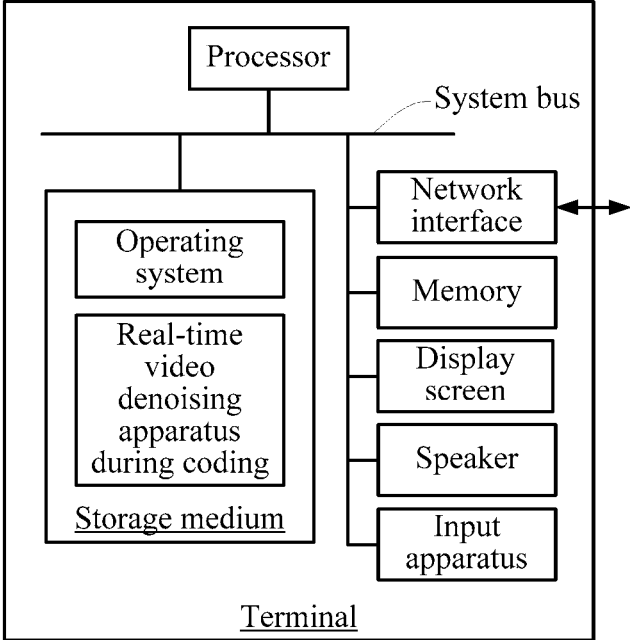 Processor
System bus
Operating
system
Real-time
video
denoising
apparatus
during coding
Storage medium
Network
interface
Memory
Display
screen
Speaker
Input
apparatus
Terminal